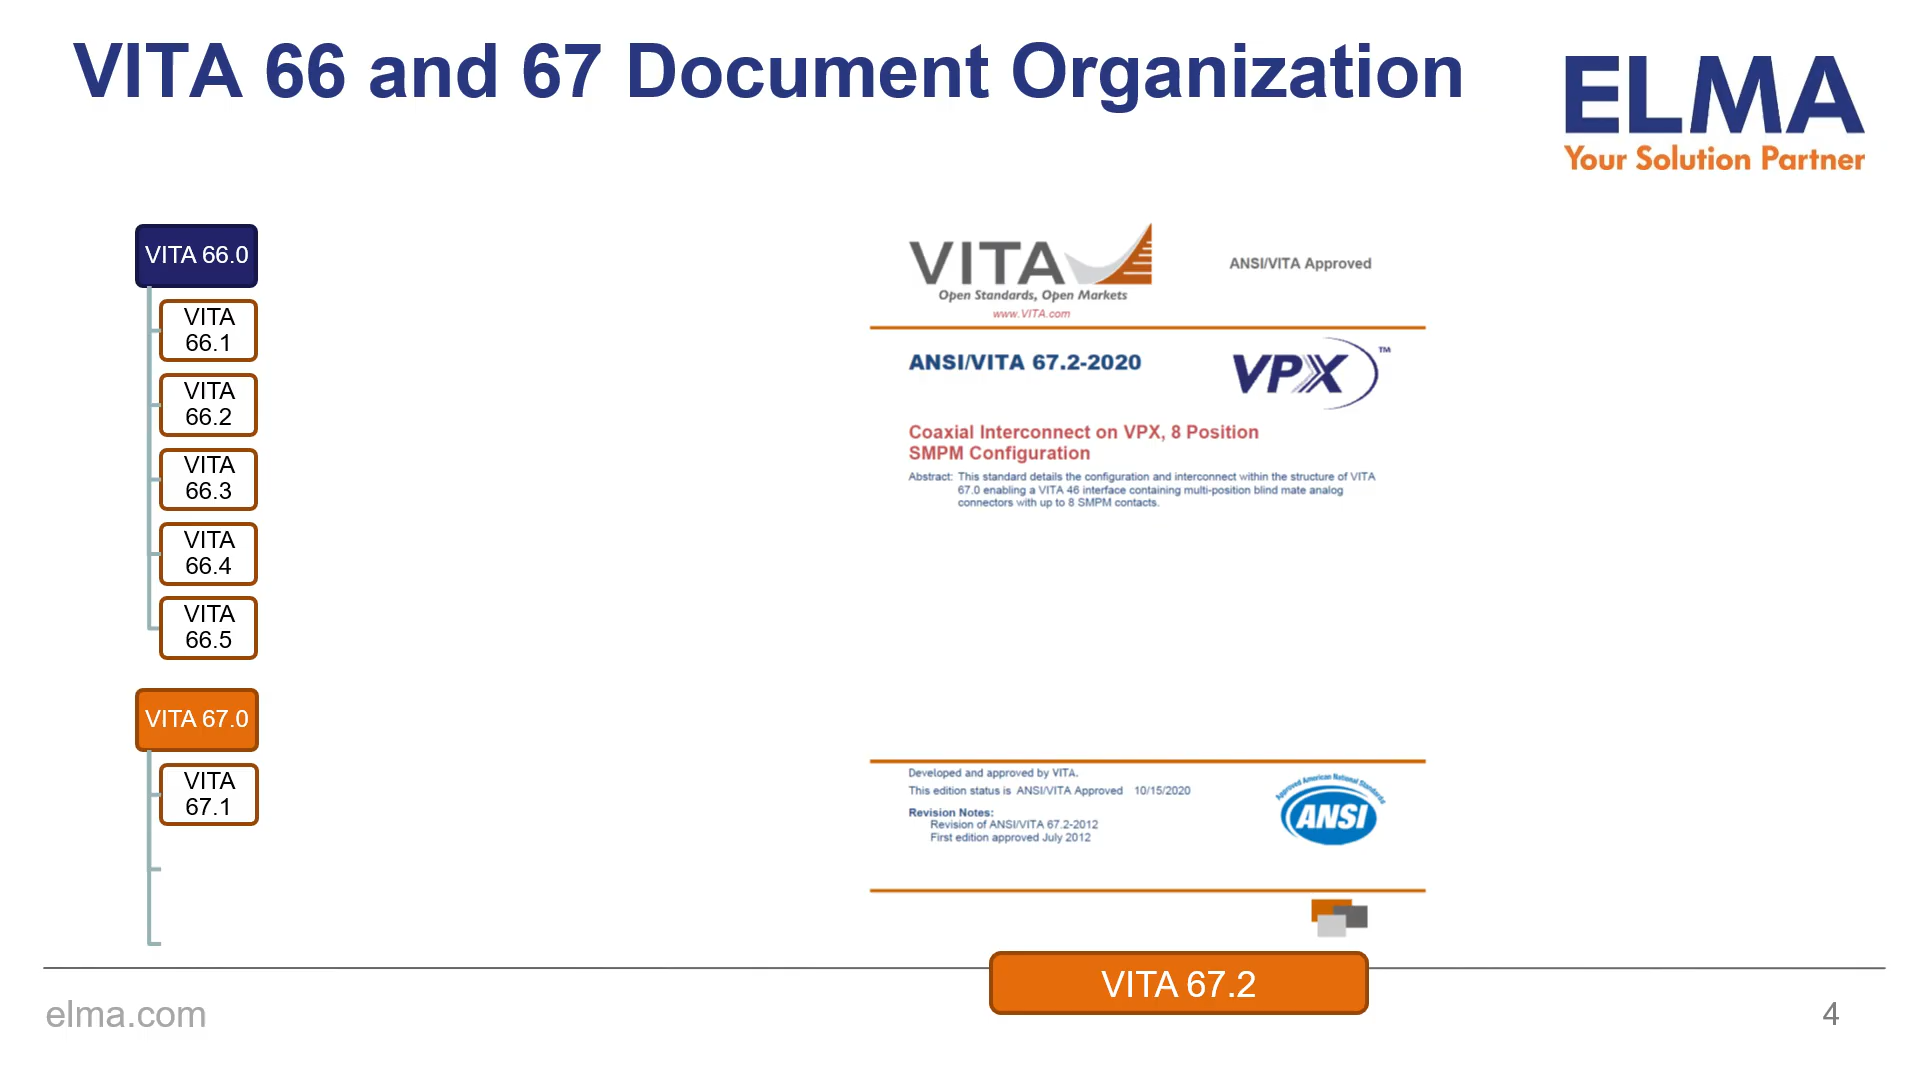 VITA 66 and 67 Document Organization
ELMA
Your Solution Partner
VITA 66.0
VITA
66.1
VITA
66.2
VITA
66.3
VITA
66.4
VITA
66.5
VITA 67.0
VITA
67.1
VITA
Open Standards, Open Markets
www.VITA.com
ANSI/VITA Approved
ANSI/VITA 67.2-2020
VPX™
Coaxial Interconnect on VPX, 8 Position
SMPM Configuration
Abstract: This standard details the configuration and interconnect within the structure of VITA
67.0 enabling a VITA 46 interface containing multi-position blind mate analog
connectors with up to 8 SMPM contacts.
Developed and approved by VITA.
This edition status is ANSI/VITA Approved 10/15/2020
Revision Notes:
Revision of ANSI/VITA 67.2-2012
First edition approved July 2012
Approved American National Standards
ANSI
VITA 67.2
elma.com
4